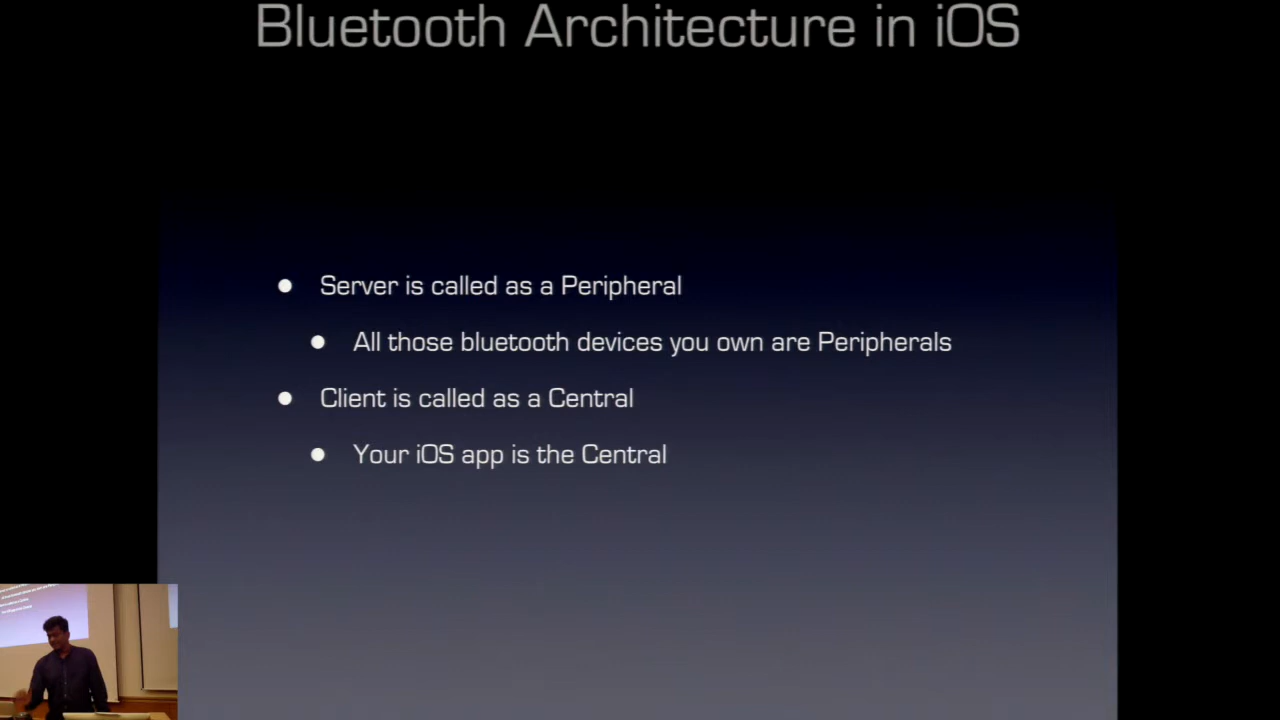 Bluetooth Architecture in iOS
Server is called as a Peripheral
All those bluetooth devices you own are Peripherals
Client is called as a Central
Your iOS app is the Central